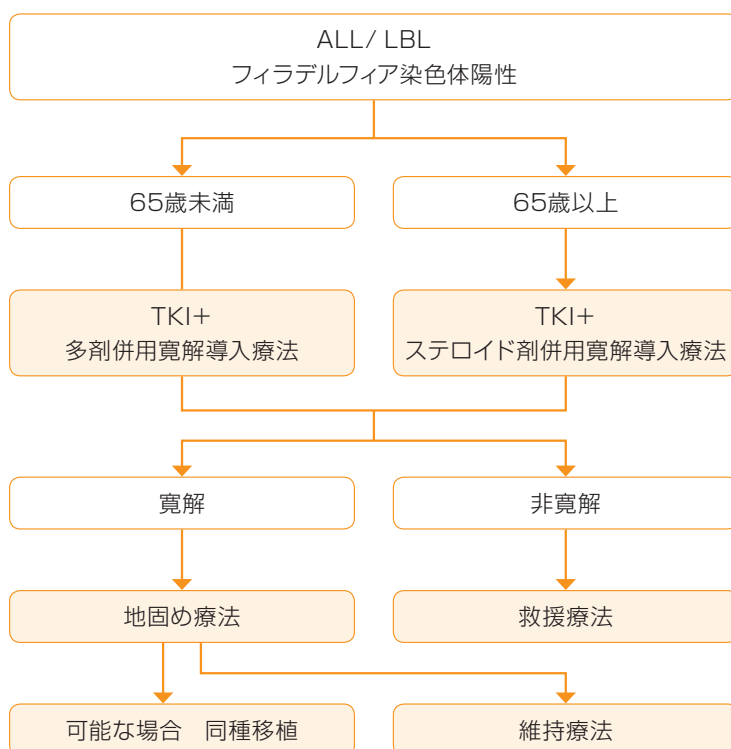 ALL/ LBL
フィラデルフィア染色体陽性
65歳未満
65歳以上
TKI＋
多剤併用寛解導入療法
TKI＋
ステロイド剤併用寛解導入療法
寛解
非寛解
地固め療法
救援療法
可能な場合　同種移植
維持療法